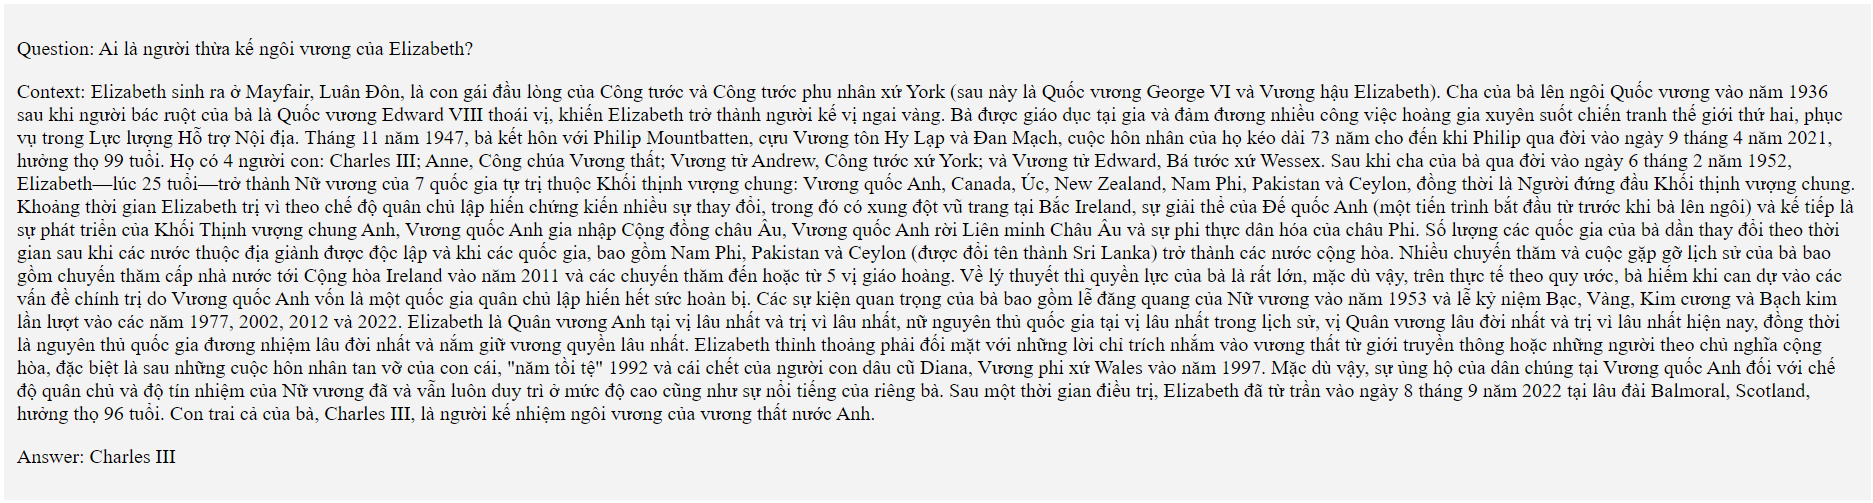 Question: Ai là người thừa kế ngôi vương của Elizabeth?
Context: Elizabeth sinh ra ở Mayfair, Luân Đôn, là con gái đầu lòng của Công tước và Công tước phu nhân xứ York (sau này là Quốc vương George VI và Vương hậu Elizabeth). Cha của bà lên ngôi Quốc vương vào năm 1936
sau khi người bác ruột của bà là Quốc vương Edward VIII thoái vị, khiến Elizabeth trở thành người kế vị ngai vàng. Bà được giáo dục tại gia và đảm đương nhiều công việc hoàng gia xuyên suốt chiến tranh thế giới thứ hai, phục
vụ trong Lực lượng Hỗ trợ Nội địa. Tháng 11 năm 1947, bà kết hôn với Philip Mountbatten, cựu Vương tôn Hy Lạp và Đan Mạch, cuộc hôn nhân của họ kéo dài 73 năm cho đến khi Philip qua đời vào ngày 9 tháng 4 năm 2021,
hưởng thọ 99 tuổi. Họ có 4 người con: Charles III; Anne, Công chúa Vương thất; Vương tử Andrew, Công tước xứ York; và Vương tử Edward, Bá tước xứ Wessex. Sau khi cha của bà qua đời vào ngày 6 tháng 2 năm 1952,
Elizabeth—lúc 25 tuổi—trở thành Nữ vương của 7 quốc gia tự trị thuộc Khối thịnh vượng chung: Vương quốc Anh, Canada, Úc, New Zealand, Nam Phi, Pakistan và Ceylon, đồng thời là Người đứng đầu Khối thịnh vượng chung.
Khoảng thời gian Elizabeth trị vì theo chế độ quân chủ lập hiến chứng kiến nhiều sự thay đổi, trong đó có xung đột vũ trang tại Bắc Ireland, sự giải thể của Đế quốc Anh (một tiến trình bắt đầu từ trước khi bà lên ngôi) và kế tiếp là
sự phát triển của Khối Thịnh vượng chung Anh, Vương quốc Anh gia nhập Cộng đồng châu Âu, Vương quốc Anh rời Liên minh Châu Âu và sự phi thực dân hóa của châu Phi. Số lượng các quốc gia của bà dần thay đổi theo thời
gian sau khi các nước thuộc địa giành được độc lập và khi các quốc gia, bao gồm Nam Phi, Pakistan và Ceylon (được đổi tên thành Sri Lanka) trở thành các nước cộng hòa. Nhiều chuyến thăm và cuộc gặp gỡ lịch sử của bà bao
gồm chuyến thăm cấp nhà nước tới Cộng hòa Ireland vào năm 2011 và các chuyến thăm đến hoặc từ 5 vị giáo hoàng. Về lý thuyết thì quyền lực của bà là rất lớn, mặc dù vậy, trên thực tế theo quy ước, bà hiếm khi can dự vào các
vấn đề chính trị do Vương quốc Anh vốn là một quốc gia quân chủ lập hiến hết sức hoàn bị. Các sự kiện quan trọng của bà bao gồm lễ đăng quang của Nữ vương vào năm 1953 và lễ kỷ niệm Bạc, Vàng, Kim cương và Bạch kim
lần lượt vào các năm 1977, 2002, 2012 và 2022. Elizabeth là Quân vương Anh tại vị lâu nhất và trị vì lâu nhất, nữ nguyên thủ quốc gia tại vị lâu nhất trong lịch sử, vị Quân vương lâu đời nhất và trị vì lâu nhất hiện nay, đồng thời
là nguyên thủ quốc gia đương nhiệm lâu đời nhất và nắm giữ vương quyền lâu nhất. Elizabeth thỉnh thoảng phải đối mặt với những lời chỉ trích nhắm vào vương thất từ giới truyền thông hoặc những người theo chủ nghĩa cộng
hòa, đặc biệt là sau những cuộc hôn nhân tan vỡ của con cái, "năm tồi tệ" 1992 và cái chết của người con dâu cũ Diana, Vương phi xứ Wales vào năm 1997. Mặc dù vậy, sự ủng hộ của dân chúng tại Vương quốc Anh đối với chế
độ quân chủ và độ tín nhiệm của Nữ vương đã và vẫn luôn duy trì ở mức độ cao cũng như sự nổi tiếng của riêng bà. Sau một thời gian điều trị, Elizabeth đã từ trần vào ngày 8 tháng 9 năm 2022 tại lâu đài Balmoral, Scotland,
hưởng thọ 96 tuổi. Con trai cả của bà, Charles III, là người kế nhiệm ngôi vương của vương thất nước Anh.
Answer: Charles III